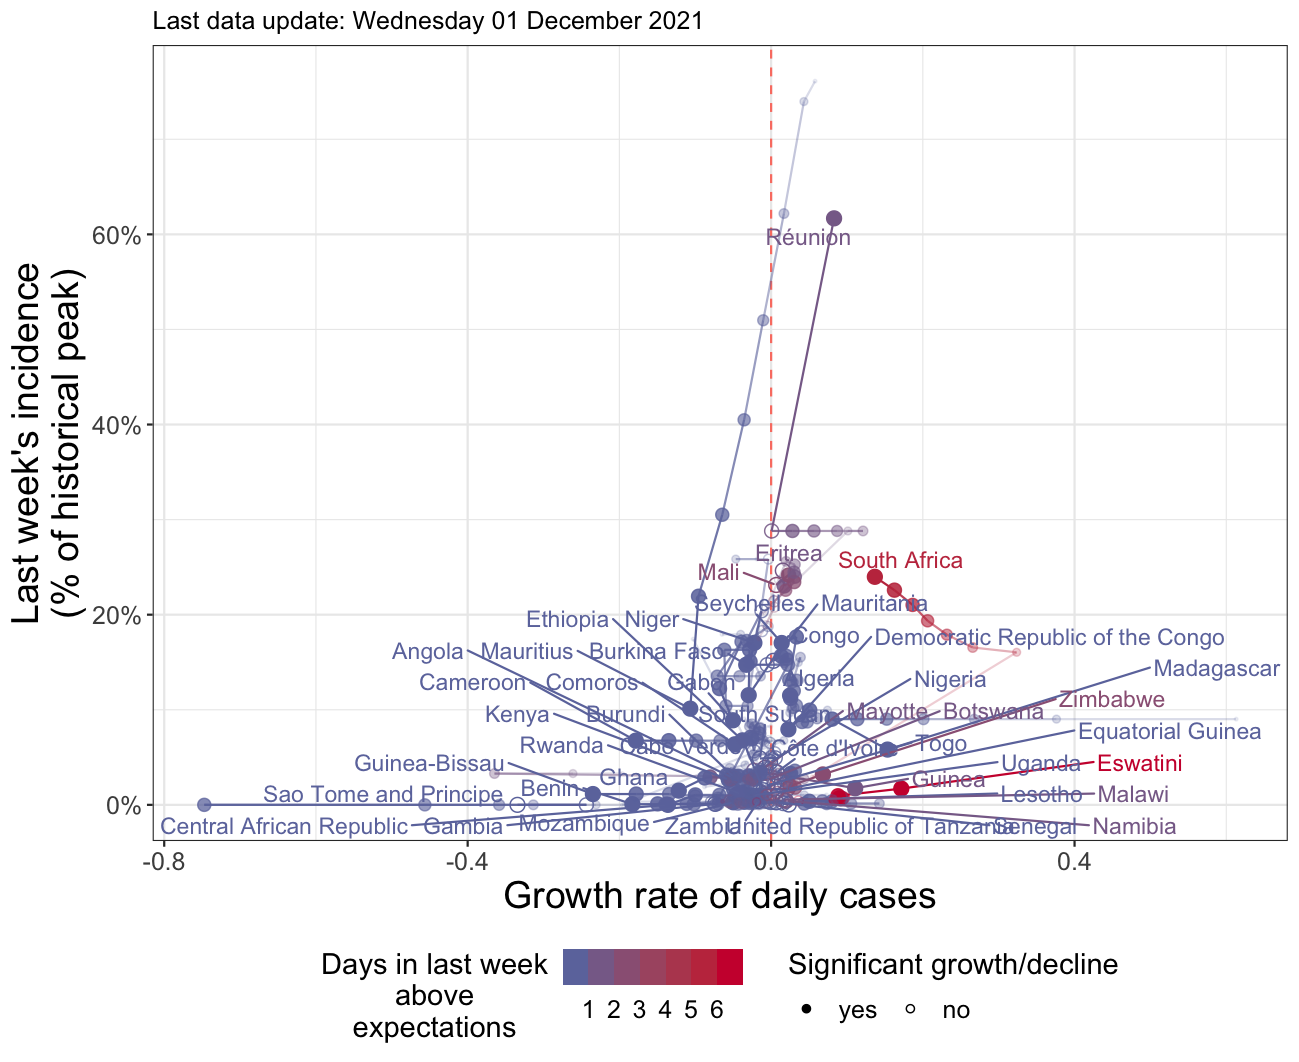 Last data update: Wednesday 01 December 2021
Last week's incidence
(% of historical peak)
60%
40%
20%
0%
Réunion
Eritrea
South Africa
Mali
Seychelles
Mauritania
Ethiopia
Niger
Congo
Democratic Republic of the Congo
Angola
Mauritius
Burkina Faso
Madagascar
Cameroon
Comoros
Gabon
Algeria
Nigeria
Zimbabwe
Kenya
Burundi
South Sudan
Mayotte
Botswana
Equatorial Guinea
Rwanda
Cabo Verde
Côte d'Ivoire
Togo
Guinea-Bissau
Uganda
Eswatini
Ghana
Guinea
Sao Tome and Principe
Benin
Lesotho
Malawi
Central African Republic
Gambia
Mozambique
Zambia
United Republic of Tanzania
Senegal
Namibia
-0.8
-0.4
0.0
0.4
Growth rate of daily cases
Days in last week
above
expectations
1 2 3 4 5 6
Significant growth/decline
yes
no